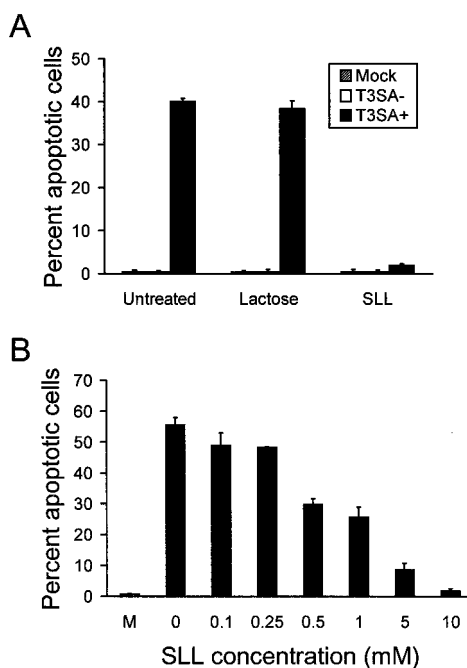 A
Percent apoptotic cells
50
40
30
20
10
0
Mock
T3SA-
T3SA+
Untreated Lactose SLL
B
Percent apoptotic cells
70
60
50
40
30
20
10
0
M 0 0.1 0.25 0.5 1 5 10
SLL concentration (mM)